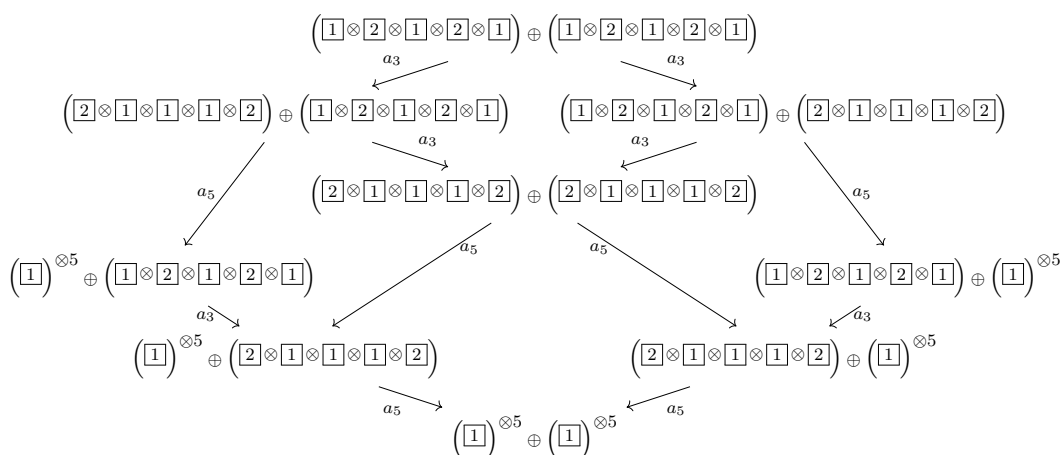 (1 ⊗ 2 ⊗ 1 ⊗ 2 ⊗ 1) ⊕ (1 ⊗ 2 ⊗ 1 ⊗ 2 ⊗ 1)
a₃ a₃
(2 ⊗ 1 ⊗ 1 ⊗ 1 ⊗ 2) ⊕ (1 ⊗ 2 ⊗ 1 ⊗ 2 ⊗ 1) (1 ⊗ 2 ⊗ 1 ⊗ 2 ⊗ 1) ⊕ (2 ⊗ 1 ⊗ 1 ⊗ 1 ⊗ 2)
a₃ a₃
a₅ (2 ⊗ 1 ⊗ 1 ⊗ 1 ⊗ 2) ⊕ (2 ⊗ 1 ⊗ 1 ⊗ 1 ⊗ 2) a₅
a₅ a₅
(1)^⊗5 ⊕ (1 ⊗ 2 ⊗ 1 ⊗ 2 ⊗ 1) (1 ⊗ 2 ⊗ 1 ⊗ 2 ⊗ 1) ⊕ (1)^⊗5
a₃ a₃
(1)^⊗5 ⊕ (2 ⊗ 1 ⊗ 1 ⊗ 1 ⊗ 2) (2 ⊗ 1 ⊗ 1 ⊗ 1 ⊗ 2) ⊕ (1)^⊗5
a₅ a₅
(1)^⊗5 ⊕ (1)^⊗5